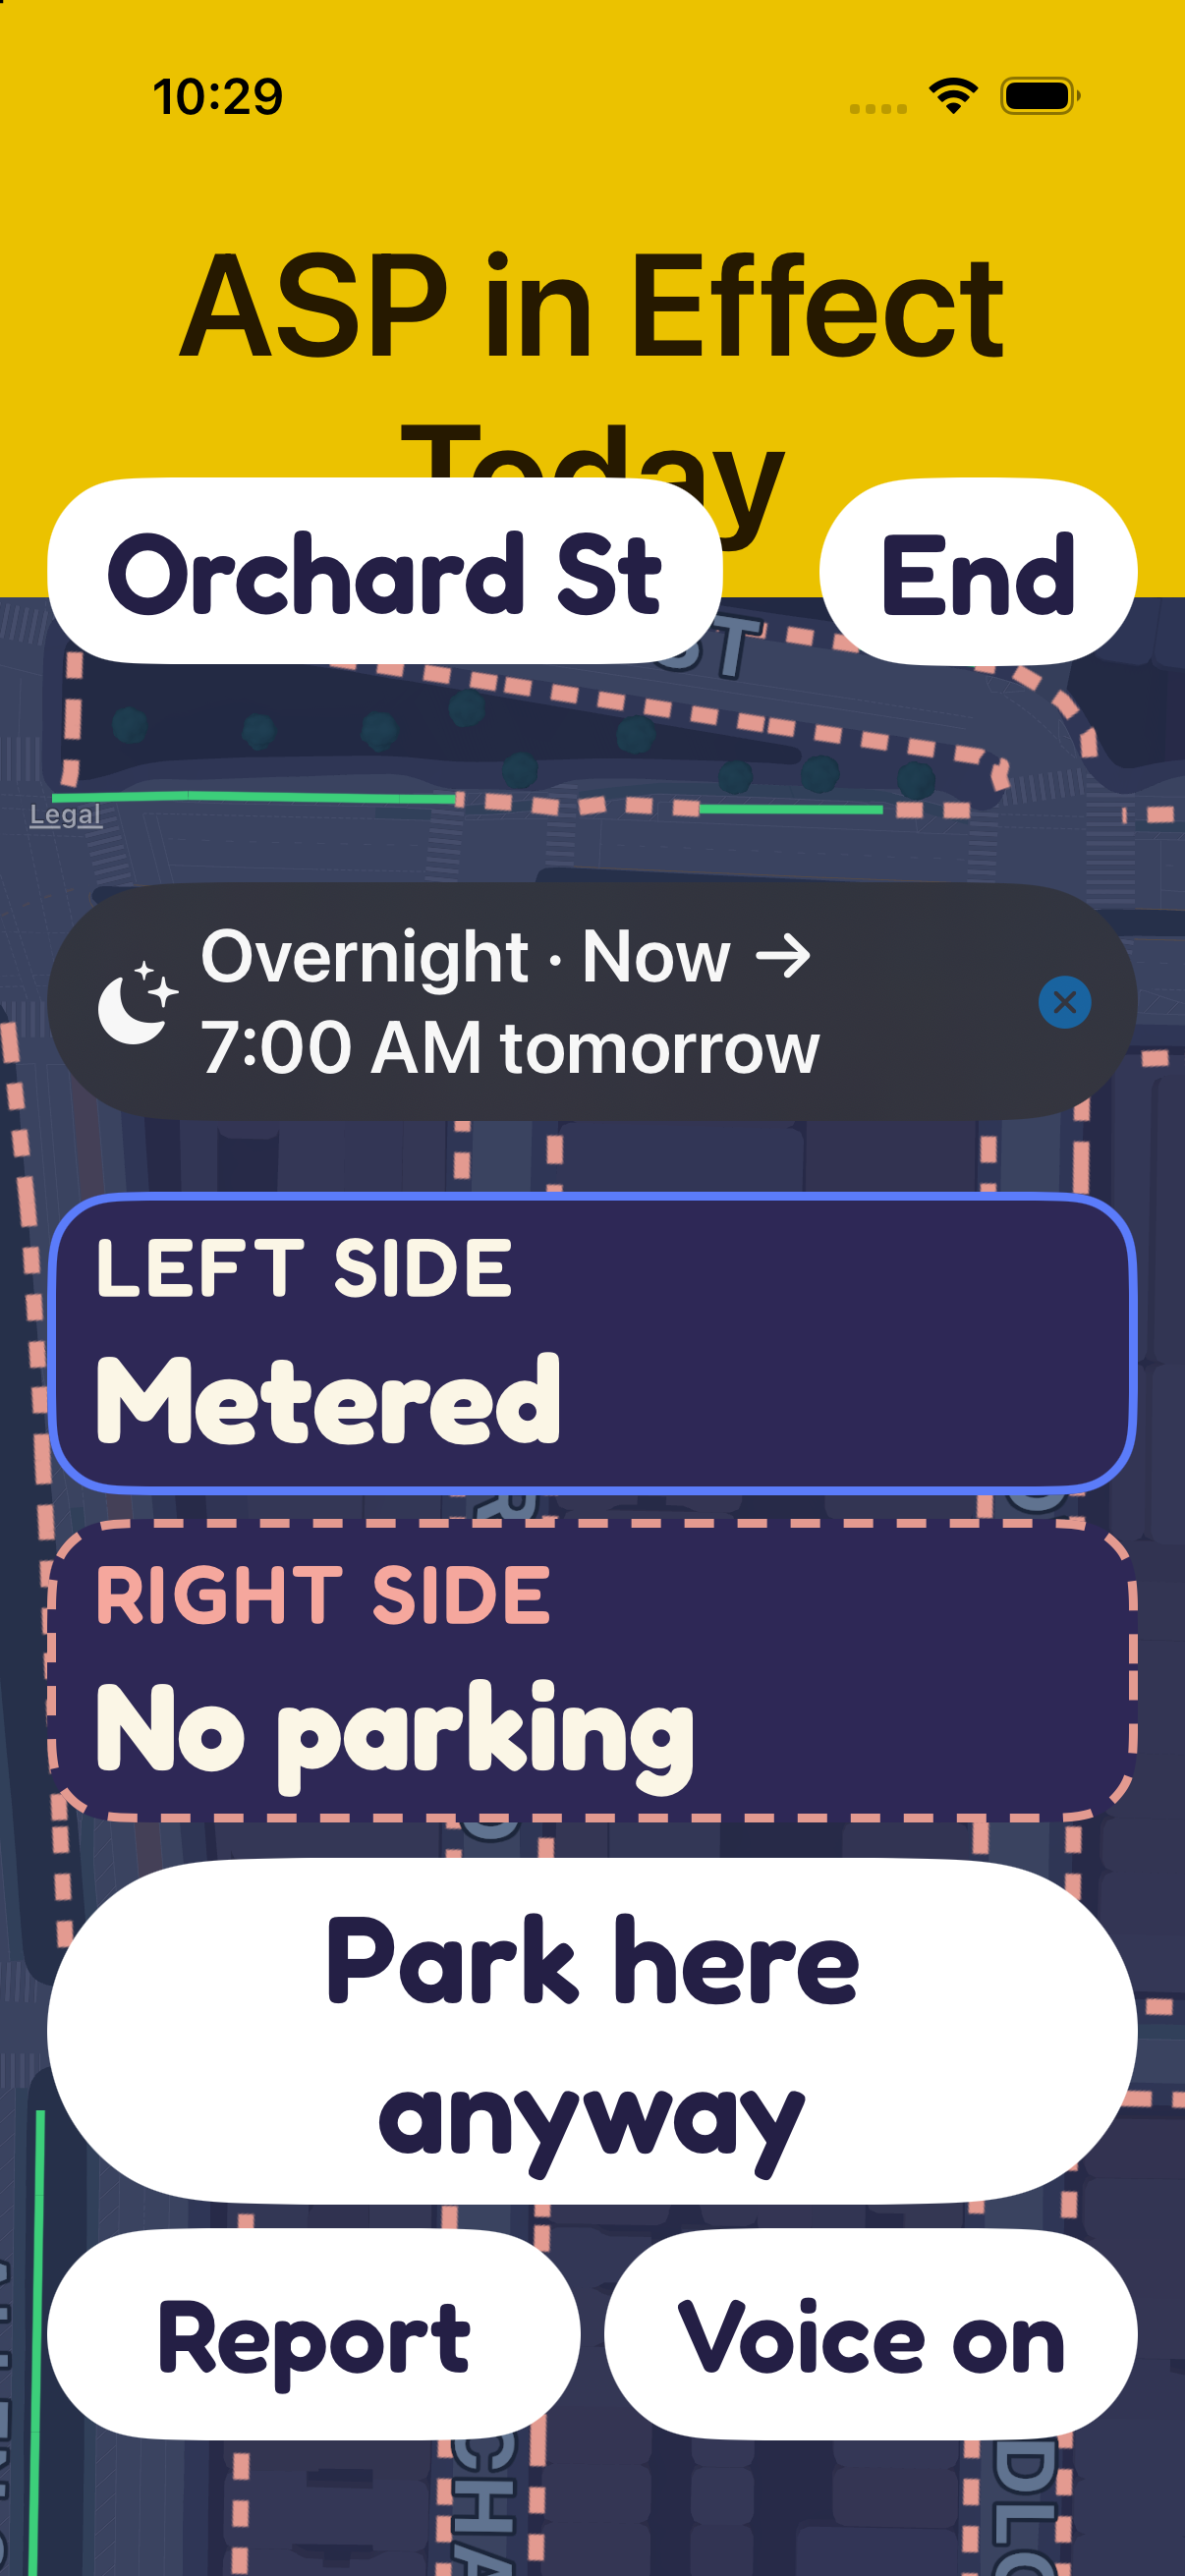 10:29
ASP in Effect
Today
Orchard St
End
ST
Legal
Overnight · Now →
7:00 AM tomorrow
LEFT SIDE
Metered
RIGHT SIDE
No parking
Park here
anyway
Report
Voice on